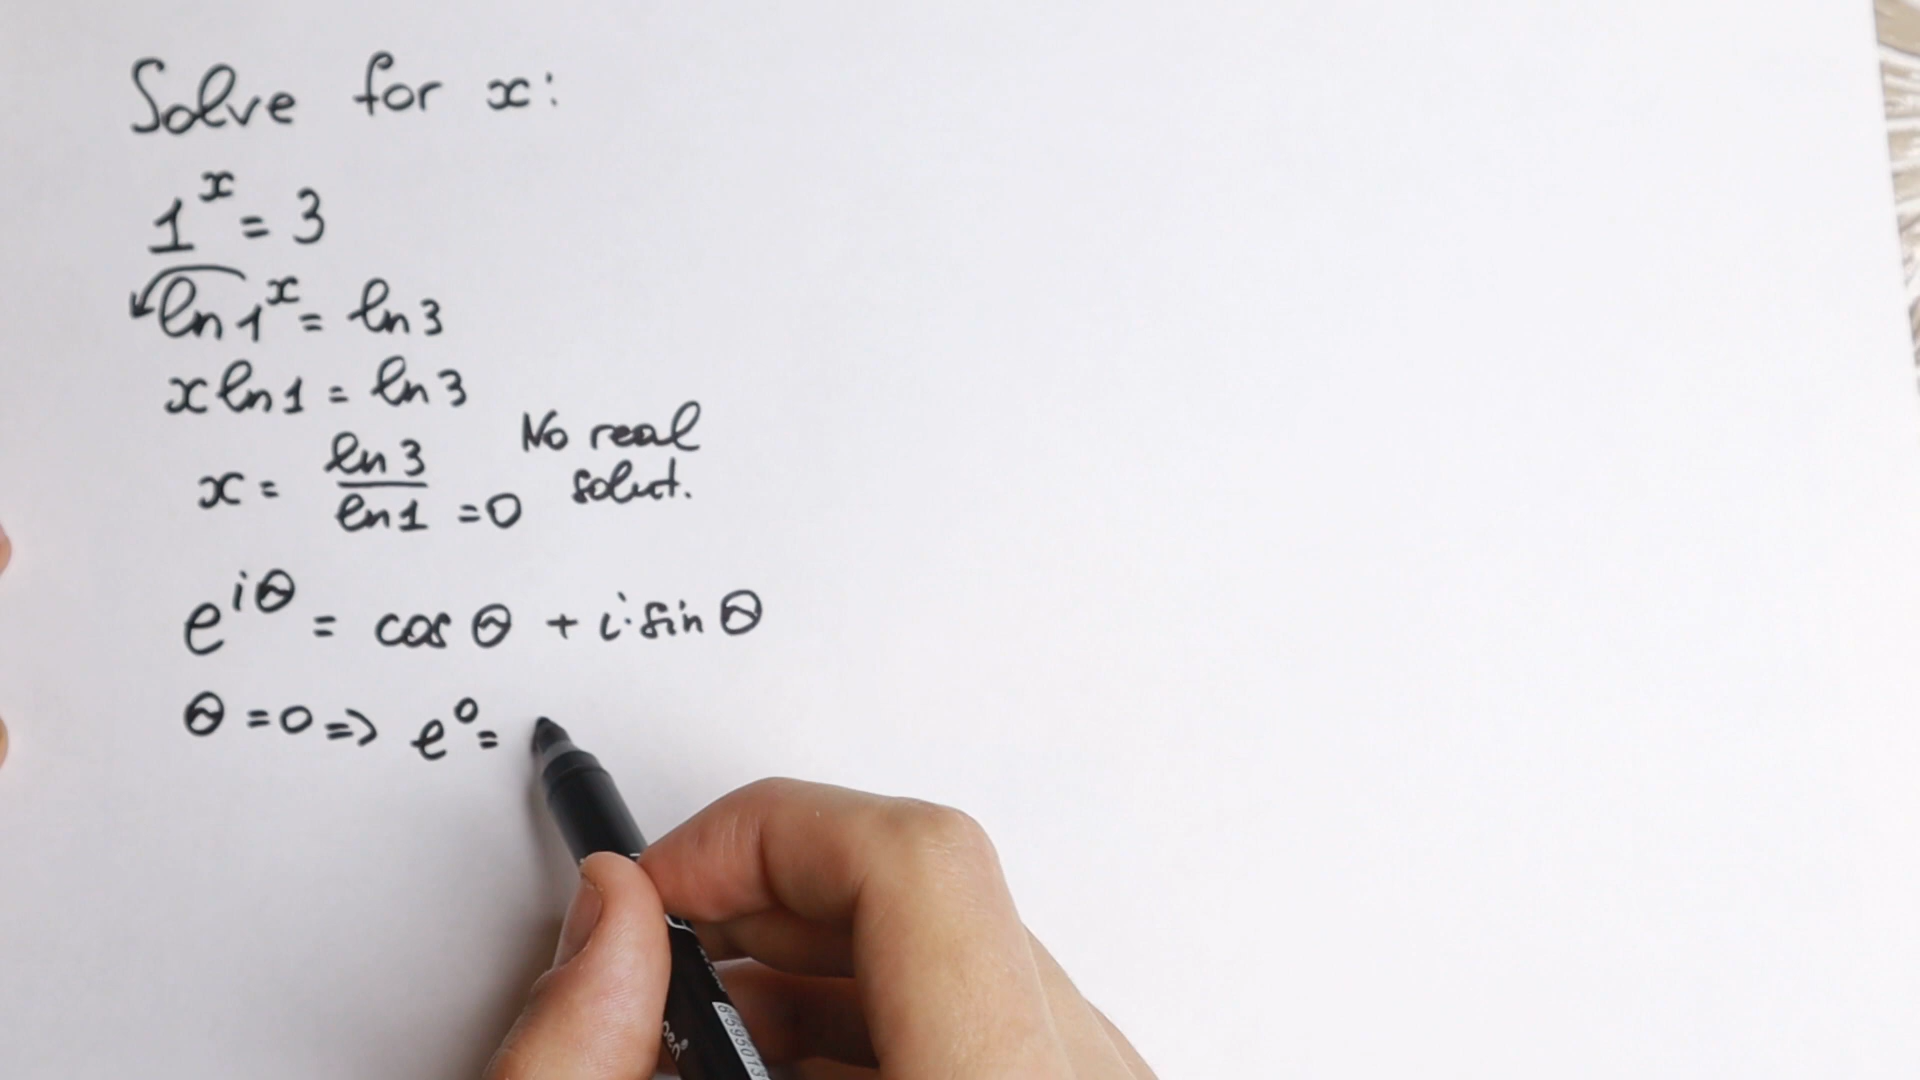 Solve for x:
1^x = 3
ln 1^x = ln 3
x ln 1 = ln 3
x = ln 3 / ln 1 = 0
No real
solut.
e^iθ = cos θ + i·sin θ
θ = 0 => e^0 =